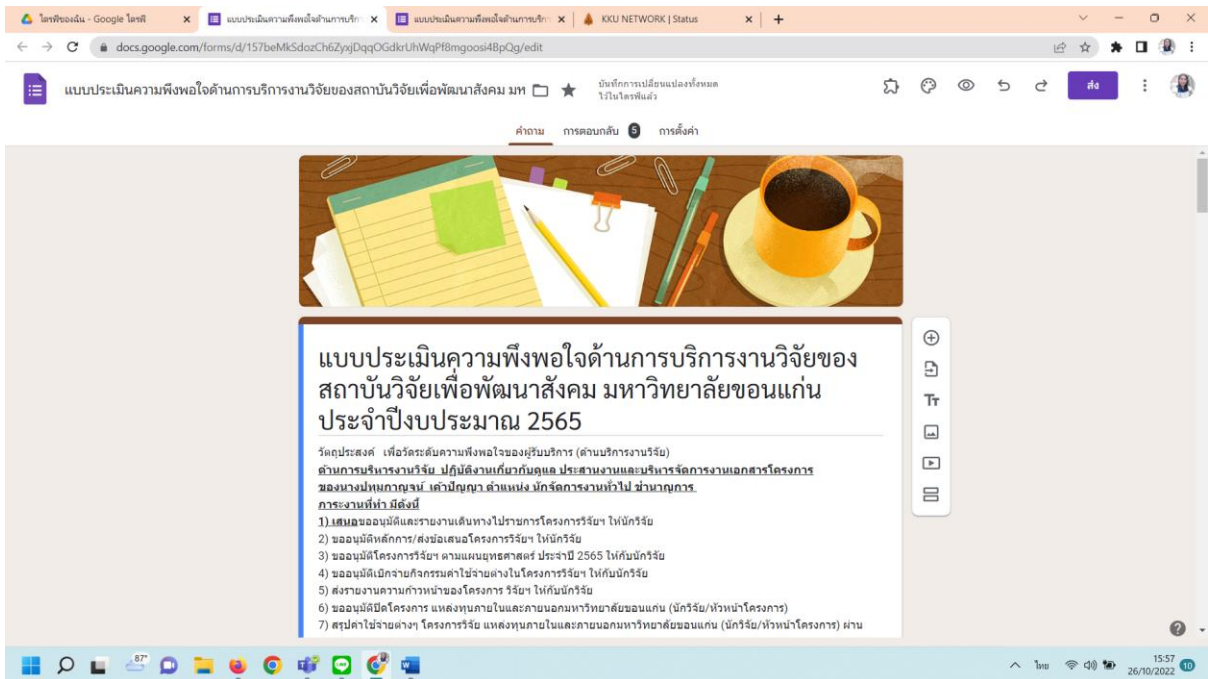 ไดรฟ์ของฉัน - Google ไดรฟ์
แบบประเมินความพึงพอใจด้านการบริก
แบบประเมินความพึงพอใจด้านการบริก
KKU NETWORK | Status
docs.google.com/forms/d/157beMkSdozCh6ZyxjDqqOGdkrUhWqPf8mgoosi4BpQg/edit
แบบประเมินความพึงพอใจด้านการบริการงานวิจัยของสถาบันวิจัยเพื่อพัฒนาสังคม มห
บันทึกการเปลี่ยนแปลงทั้งหมด
ไว้ในไดรฟ์แล้ว
ส่ง
คำถาม การตอบกลับ 5 การตั้งค่า
แบบประเมินความพึงพอใจด้านการบริการงานวิจัยของ
สถาบันวิจัยเพื่อพัฒนาสังคม มหาวิทยาลัยขอนแก่น
ประจำปีงบประมาณ 2565
วัตถุประสงค์ เพื่อวัดระดับความพึงพอใจของผู้รับบริการ (ด้านบริการงานวิจัย)
ด้านการบริหารงานวิจัย ปฏิบัติงานเกี่ยวกับดูแล ประสานงานและบริหารจัดการงานเอกสารโครงการ
ของนางปทุมกาญจน์ เค้าปัญญา ตำแหน่ง นักจัดการงานทั่วไป ชำนาญการ
ภาระงานที่ทำ มีดังนี้
1) เสนอขออนุมัติและรายงานเดินทางไปราชการโครงการวิจัยฯ ให้นักวิจัย
2) ขออนุมัติหลักการ/ส่งข้อเสนอโครงการวิจัยฯ ให้นักวิจัย
3) ขออนุมัติโครงการวิจัยฯ ตามแผนยุทธศาสตร์ ประจำปี 2565 ให้กับนักวิจัย
4) ขออนุมัติเบิกจ่ายกิจกรรมค่าใช้จ่ายต่างในโครงการวิจัยฯ ให้กับนักวิจัย
5) ส่งรายงานความก้าวหน้าของโครงการ วิจัยฯ ให้กับนักวิจัย
6) ขออนุมัติปิดโครงการ แหล่งทุนภายในและภายนอกมหาวิทยาลัยขอนแก่น (นักวิจัย/หัวหน้าโครงการ)
7) สรุปค่าใช้จ่ายต่างๆ โครงการวิจัย แหล่งทุนภายในและภายนอกมหาวิทยาลัยขอนแก่น (นักวิจัย/หัวหน้าโครงการ) ผ่าน
87°
ไทย
15:57
26/10/2022
10